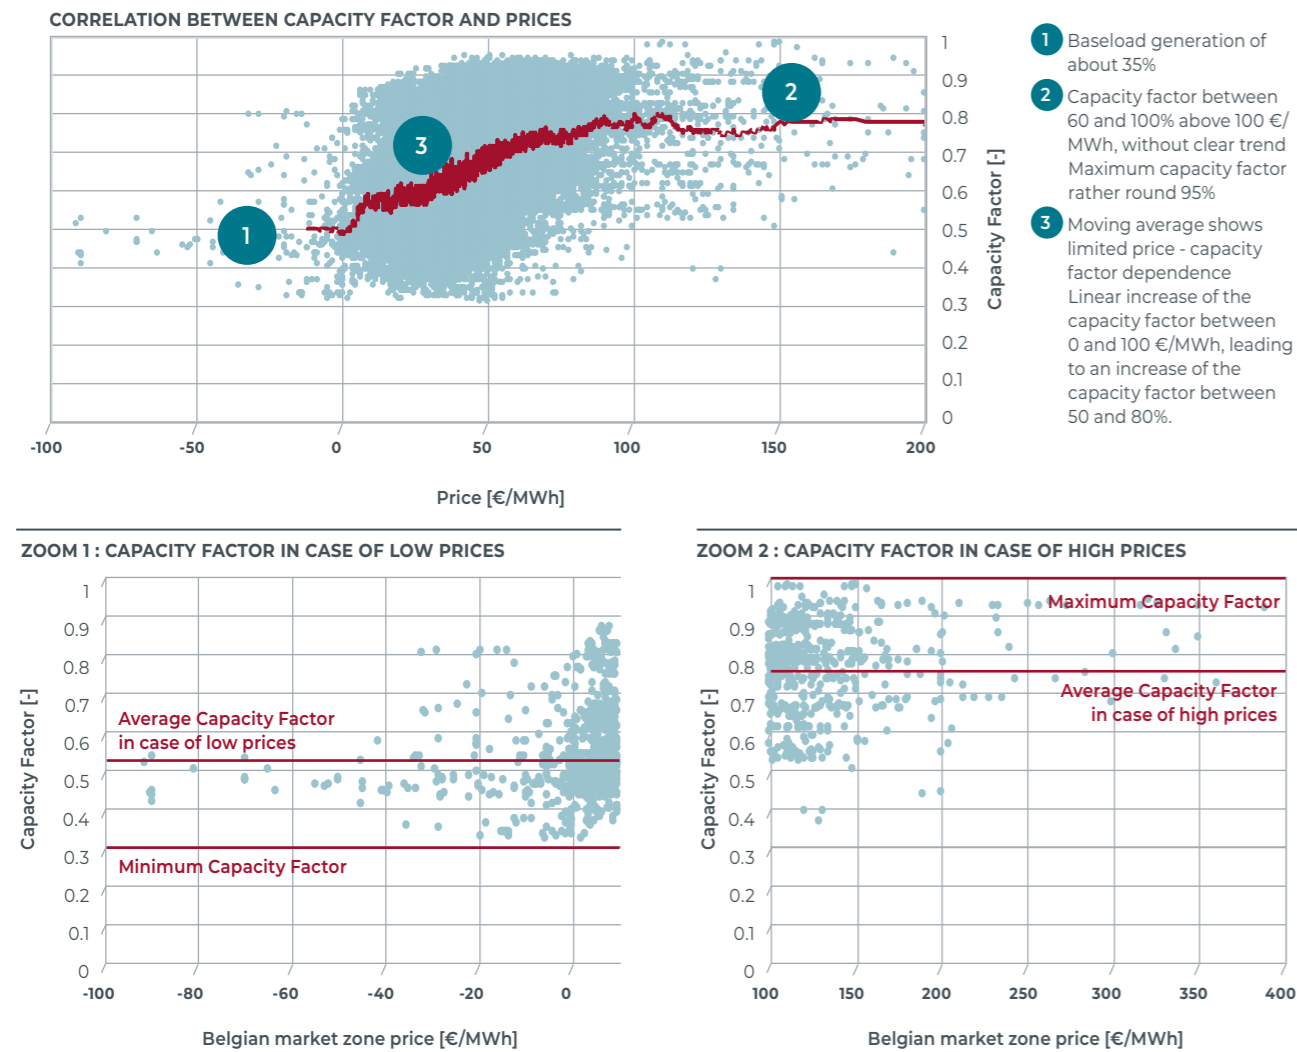 CORRELATION BETWEEN CAPACITY FACTOR AND PRICES
1
0.9
0.8
0.7
0.6
0.5
0.4
0.3
0.2
0.1
0
Capacity Factor [-]
1
2
3
-100
-50
0
50
100
150
200
Price [€/MWh]
1 Baseload generation of
about 35%
2 Capacity factor between
60 and 100% above 100 €/
MWh, without clear trend
Maximum capacity factor
rather round 95%
3 Moving average shows
limited price - capacity
factor dependence
Linear increase of the
capacity factor between
0 and 100 €/MWh, leading
to an increase of the
capacity factor between
50 and 80%.
ZOOM 1 : CAPACITY FACTOR IN CASE OF LOW PRICES
1
0.9
0.8
0.7
0.6
0.5
0.4
0.3
0.2
0.1
0
Capacity Factor [-]
Average Capacity Factor
in case of low prices
Minimum Capacity Factor
-100
-80
-60
-40
-20
0
Belgian market zone price [€/MWh]
ZOOM 2 : CAPACITY FACTOR IN CASE OF HIGH PRICES
1
0.9
0.8
0.7
0.6
0.5
0.4
0.3
0.2
0.1
0
Capacity Factor [-]
Maximum Capacity Factor
Average Capacity Factor
in case of high prices
100
150
200
250
300
350
400
Belgian market zone price [€/MWh]